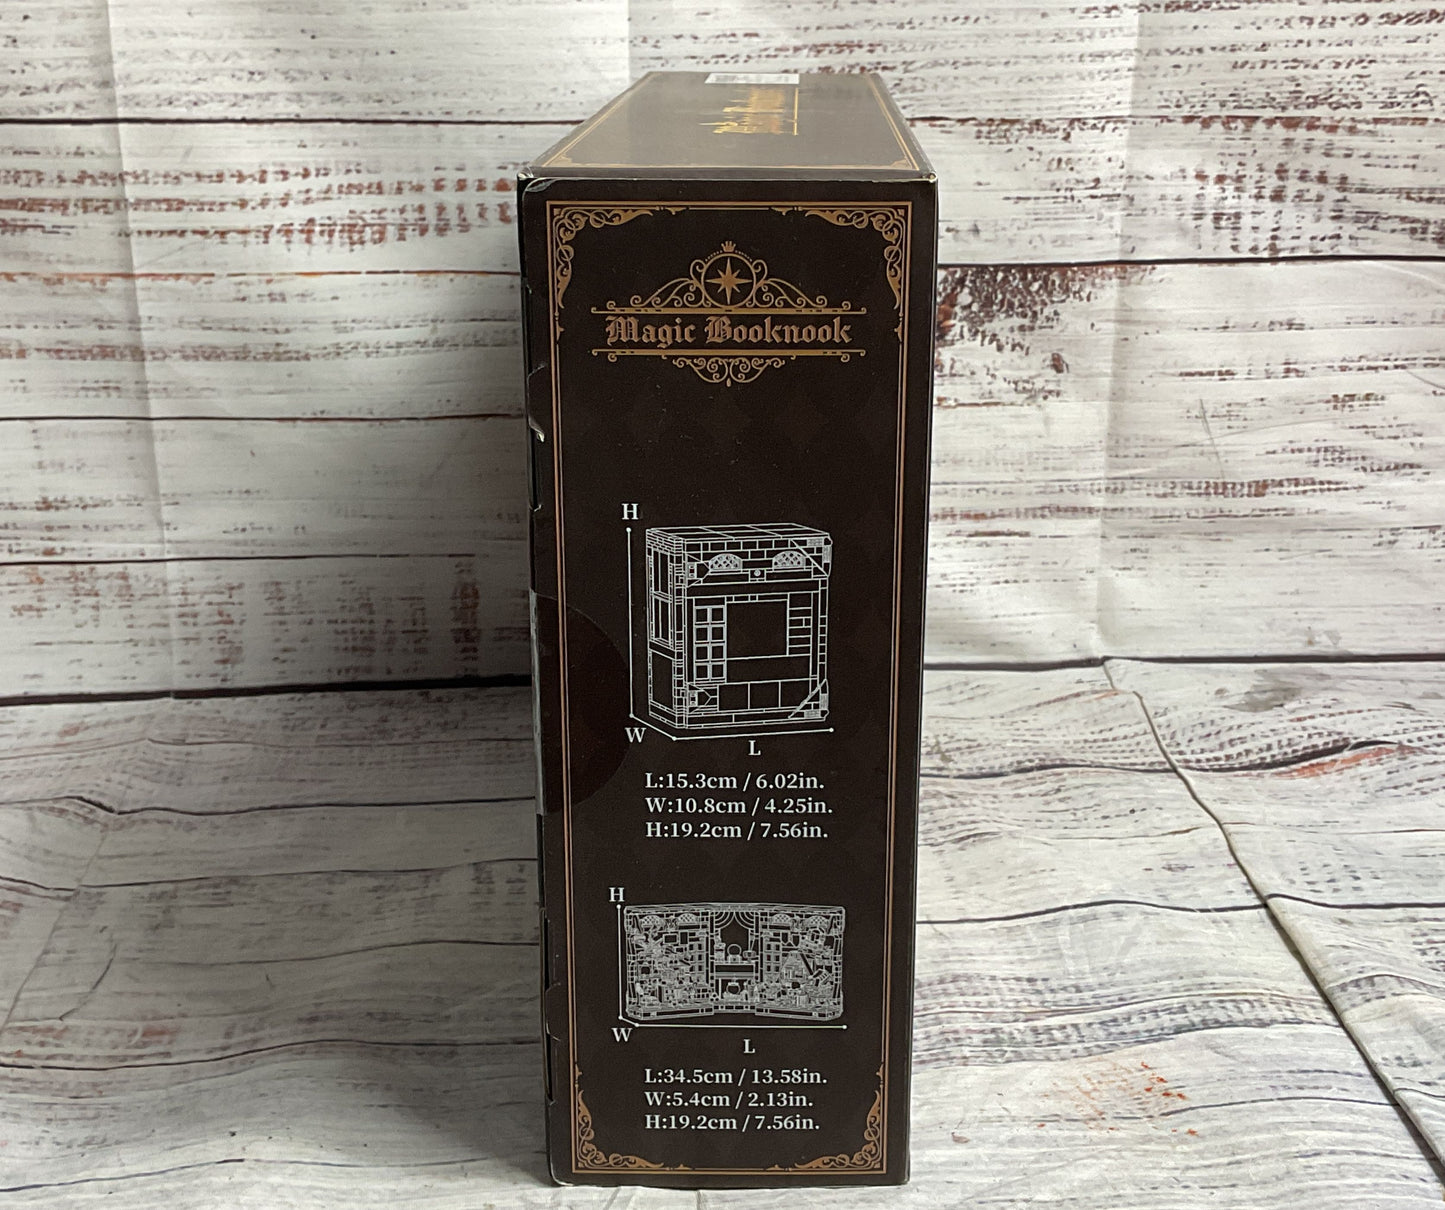 Magic Booknook
H
W
L
L:15.3cm / 6.02in.
W:10.8cm / 4.25in.
H:19.2cm / 7.56in.
H
W
L
L:34.5cm / 13.58in.
W:5.4cm / 2.13in.
H:19.2cm / 7.56in.